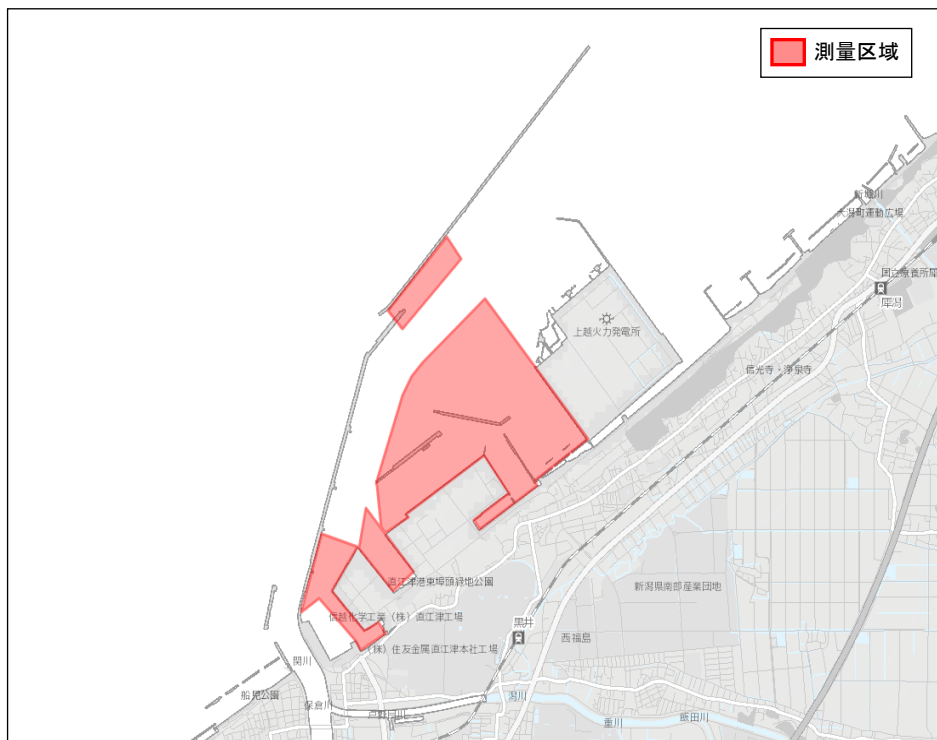 測量区域
新堀川
大潟町運動広場
国立療養所犀
犀潟
上越火力発電所
信光寺・浄泉寺
直江津港東埠頭緑地公園
新潟県南部産業団地
信越化学工業(株)直江津工場
黒井
西福島
(株)住友金属直江津本社工場
関川
船見公園
保倉川
潟川
重川
飯田川